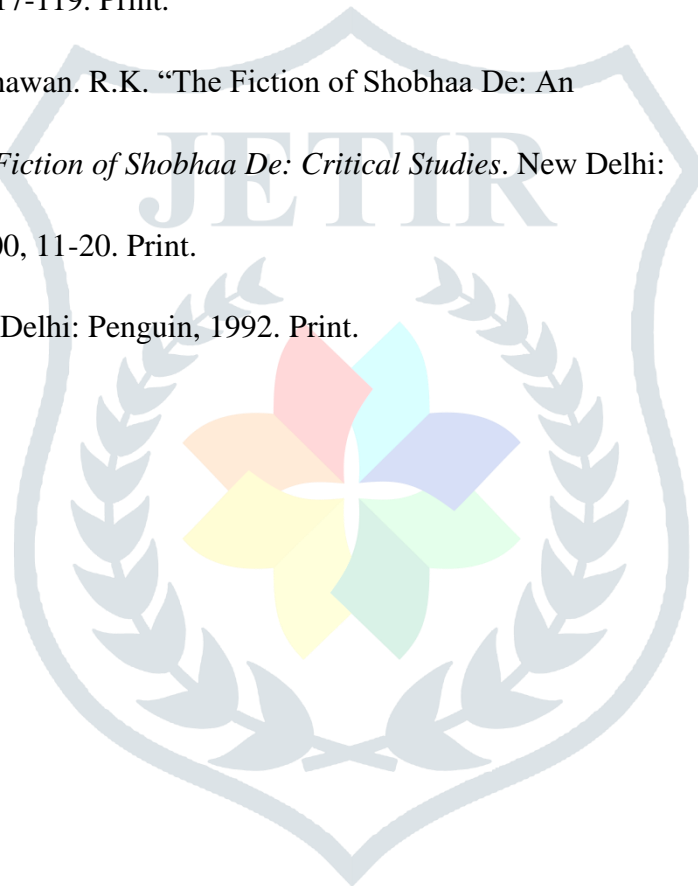 17-119. Print.
hawan. R.K. “The Fiction of Shobhaa De: An
Fiction of Shobhaa De: Critical Studies. New Delhi:
00, 11-20. Print.
Delhi: Penguin, 1992. Print.
JETIR